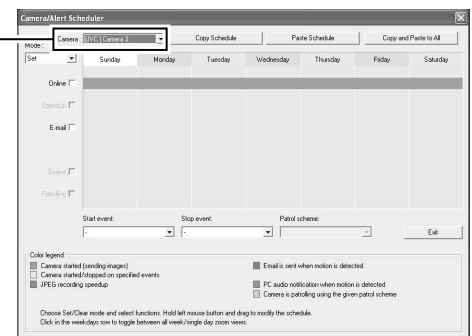 Camera/Alert Scheduler
Camera: JVC | Camera 3 Copy Schedule Paste Schedule Copy and Paste to All
Mode:
Set Sunday Monday Tuesday Wednesday Thursday Friday Saturday
Online
Speedup
E-mail
Sound
Patrolling
Start event: Stop event: Patrol scheme:
- - Exit
Color legend
Camera started (sending images) Email is sent when motion is detected
Camera started/stopped on specified events
JPEG recording speedup PC audio notification when motion is detected
Camera is patrolling using the given patrol scheme
Choose Set/Clear mode and select functions. Hold left mouse button and drag to modify the schedule.
Click in the weekdays row to toggle between all week/single day zoom views.